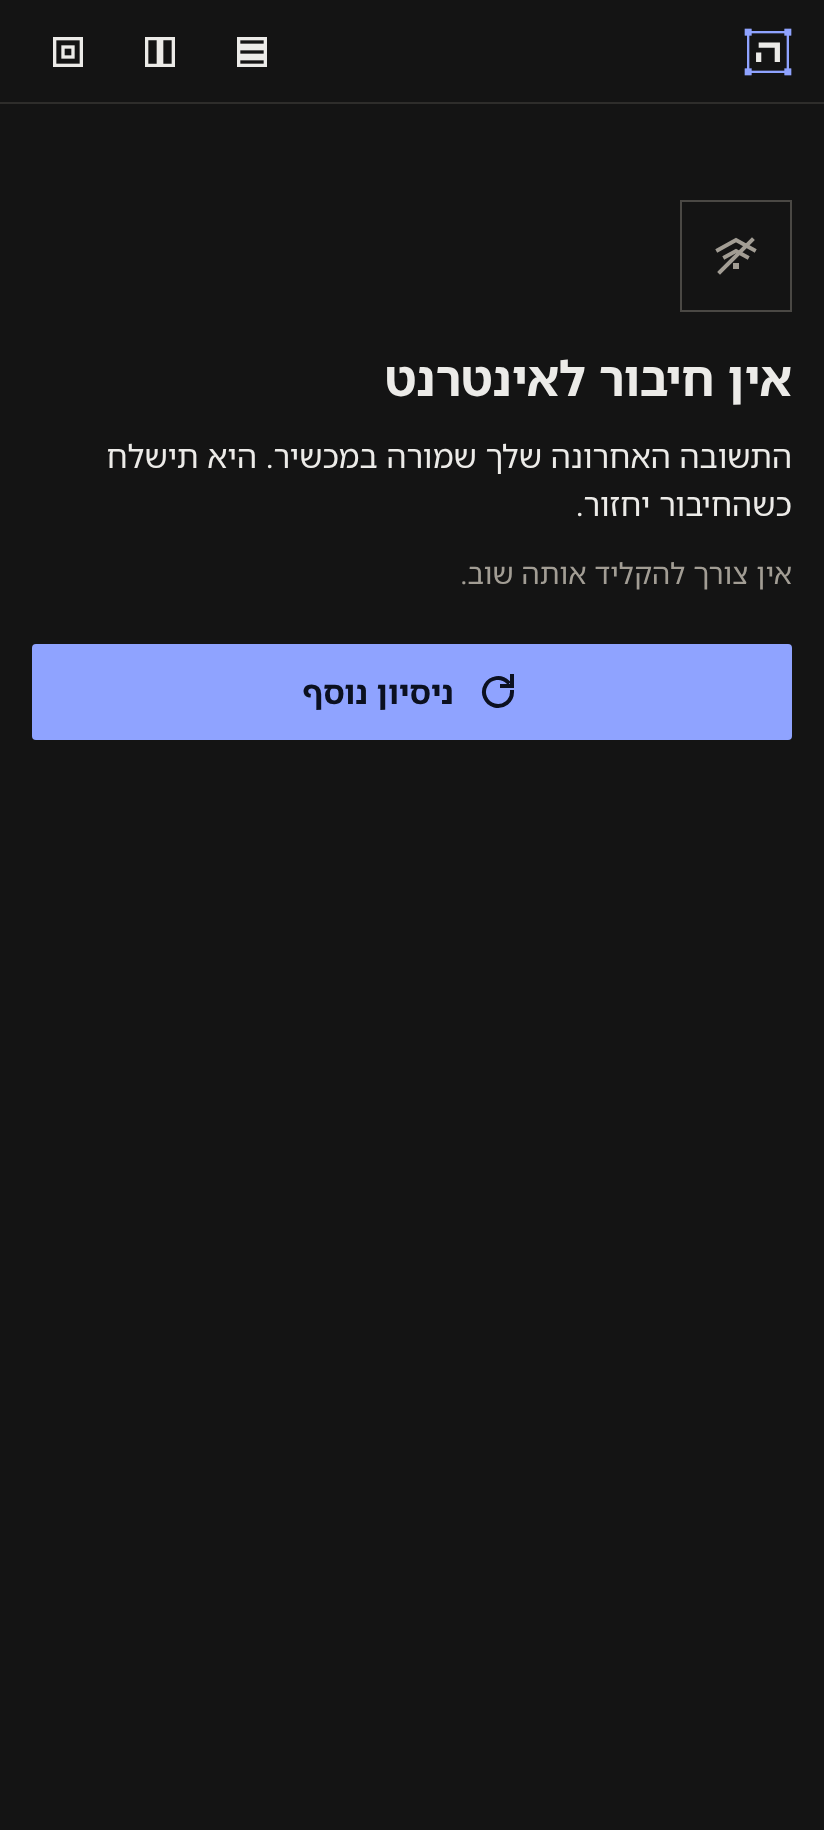 ה
אין חיבור לאינטרנט
התשובה האחרונה שלך שמורה במכשיר. היא תישלח
כשהחיבור יחזור.
אין צורך להקליד אותה שוב.
ניסיון נוסף